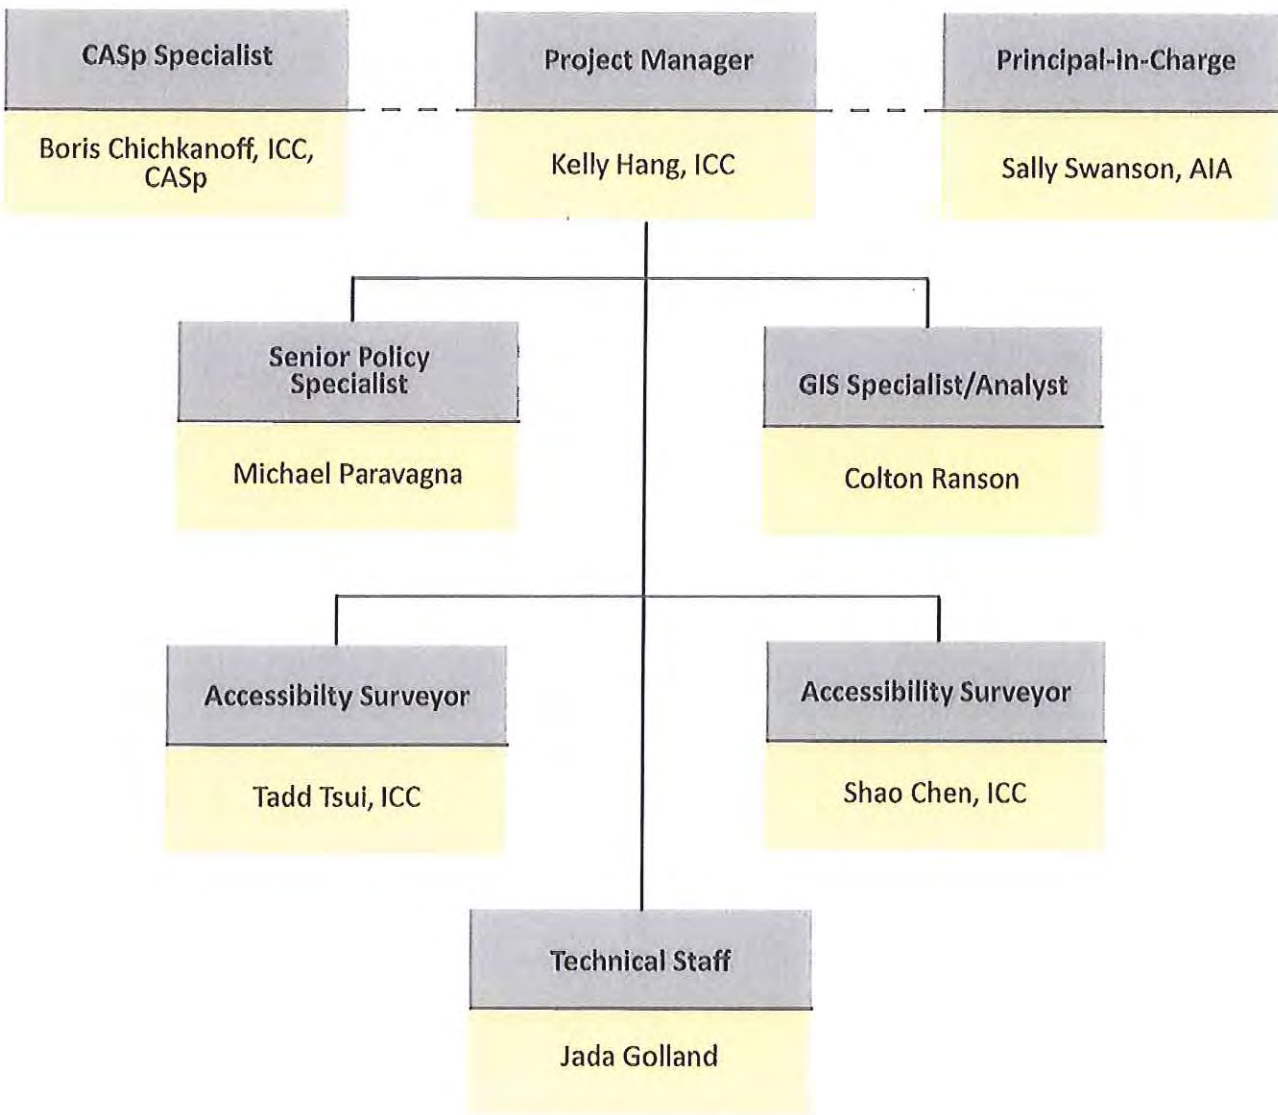 CASp Specialist
Boris Chichkanoff, ICC,
CASp
Project Manager
Kelly Hang, ICC
Principal-in-Charge
Sally Swanson, AIA
Senior Policy
Specialist
Michael Paravagna
GIS Specialist/Analyst
Colton Ranson
Accessibilty Surveyor
Tadd Tsui, ICC
Accessibility Surveyor
Shao Chen, ICC
Technical Staff
Jada Golland